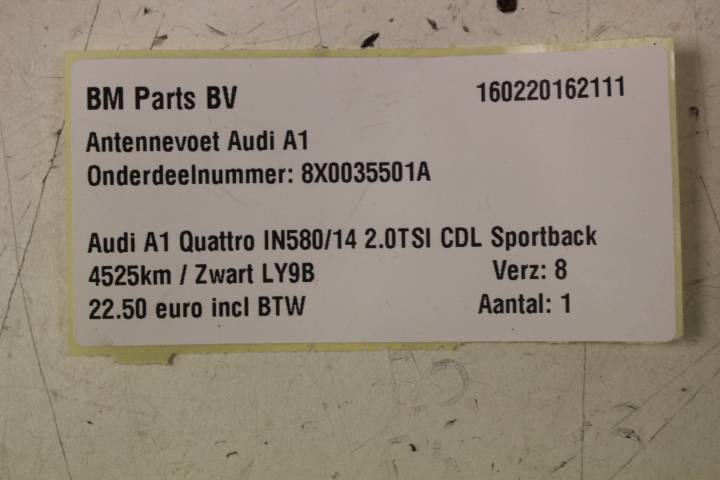 BM Parts BV 160220162111
Antennevoet Audi A1
Onderdeelnummer: 8X0035501A
Audi A1 Quattro IN580/14 2.0TSI CDL Sportback
4525km / Zwart LY9B Verz: 8
22.50 euro incl BTW Aantal: 1